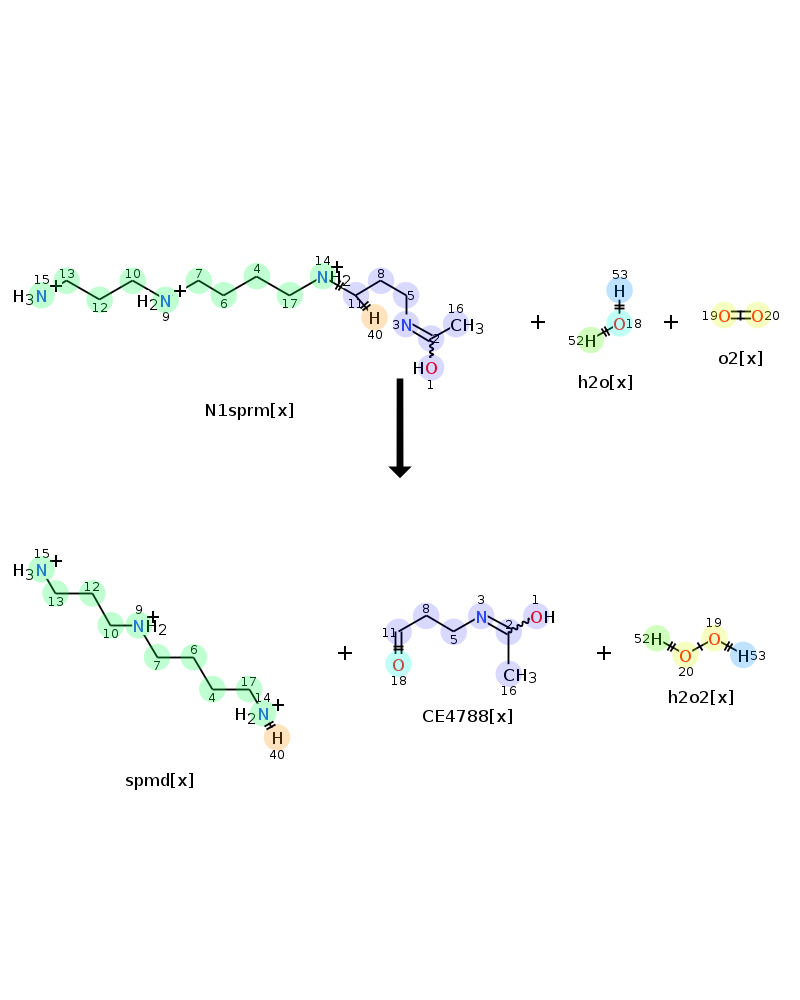 15 13 10 7 4 14 8 53
H3N + 12 H2N + 9 6 17 NH2 + 11 5 16 H
H 40 3N 2 CH3 + 52H O18 + 19O O20
HO 1 h2o[x] o2[x]
N1sprm[x]
15 H3N + 13 12 10 9 NH2 + 7 6 4 17 14 H2N + H 40
+
11 8 5 3 N 2 1 OH
O 18 CH3 16
+
52H O 20 19 O H53
spmd[x]
CE4788[x]
h2o2[x]